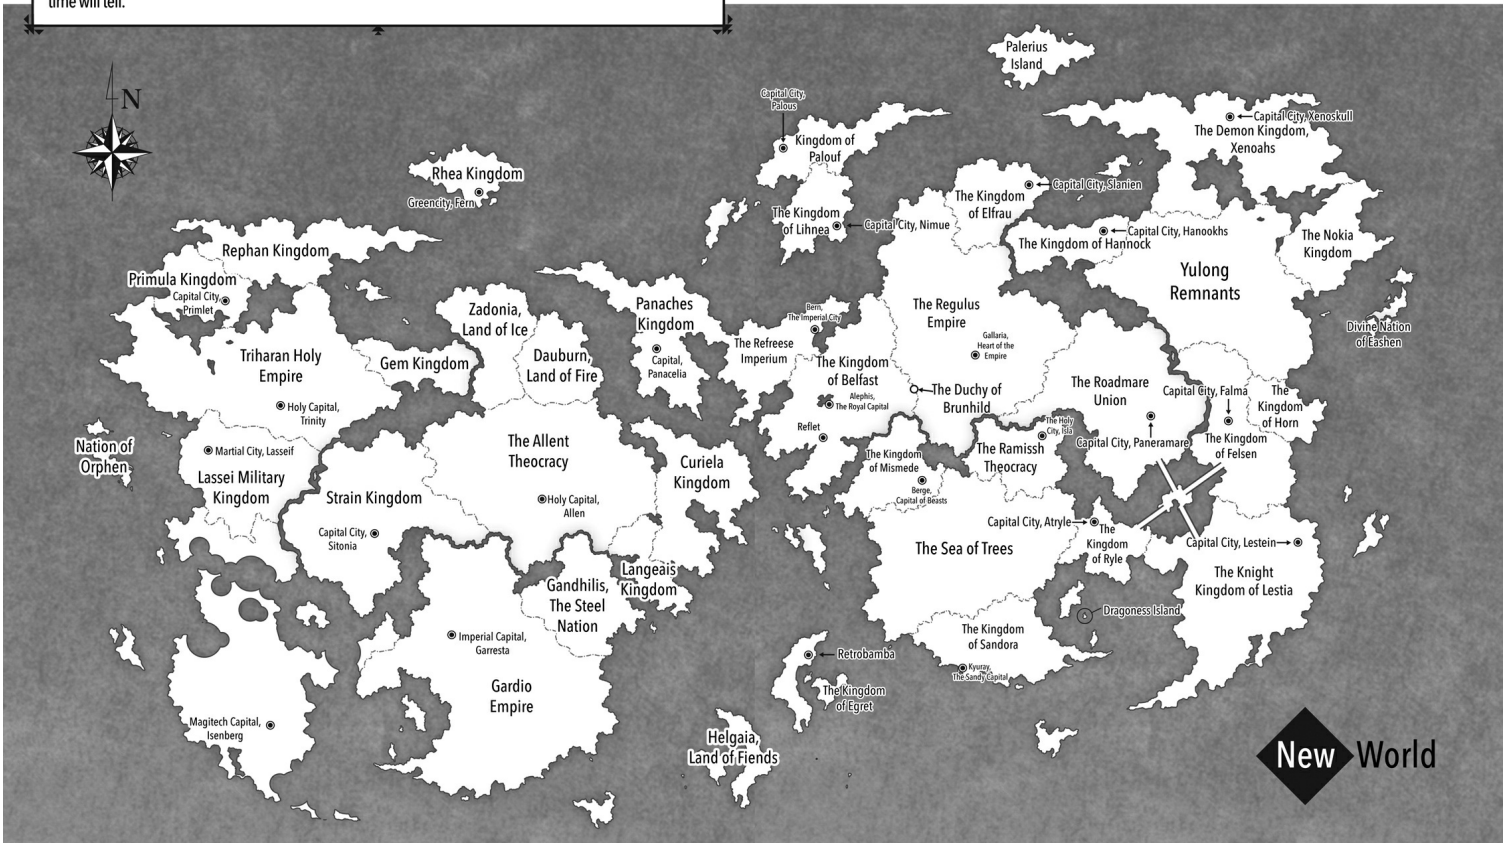 time will tell.
N
Palerius
Island
Capital City,
Palous
Kingdom of
Palouf
Capital City, Xenoskull
The Demon Kingdom,
Xenoahs
Rhea Kingdom
Greencity, Fern
The Kingdom
of Lihnea
Capital City, Nimue
The Kingdom
of Elfrau
Capital City, Slanien
Capital City, Hanookhs
The Kingdom of Hannock
The Nokia
Kingdom
Rephan Kingdom
Primula Kingdom
Capital City,
Primlet
Yulong
Remnants
Zadonia,
Land of Ice
Panaches
Kingdom
Capital,
Panacelia
Bern,
The Imperial City
The Refreese
Imperium
The Regulus
Empire
Gallaria,
Heart of the
Empire
Divine Nation
of Eashen
Triharan Holy
Empire
Holy Capital,
Trinity
Gem Kingdom
Dauburn,
Land of Fire
The Kingdom
of Belfast
Alephis,
The Royal Capital
Reflet
The Duchy of
Brunhild
The Roadmare
Union
Capital City, Paneramare
Capital City, Falma
The Kingdom
of Felsen
The
Kingdom
of Horn
Nation of
Orphen
Martial City, Lasseif
Lassei Military
Kingdom
Strain Kingdom
Capital City,
Sitonia
The Allent
Theocracy
Holy Capital,
Allen
Curiela
Kingdom
The Kingdom
of Mismede
Berge,
Capital of Beasts
The Holy
City, Isla
The Ramissh
Theocracy
Capital City, Atryle
The
Kingdom
of Ryle
Capital City, Lestein
The Knight
Kingdom of Lestia
The Sea of Trees
Langeais
Kingdom
Gandhilis,
The Steel
Nation
Dragoness Island
The Kingdom
of Sandora
Kyuray,
The Sandy Capital
Imperial Capital,
Garresta
Gardio
Empire
Retrobamba
The Kingdom
of Egret
Magitech Capital,
Isenberg
Helgaia,
Land of Fiends
New World